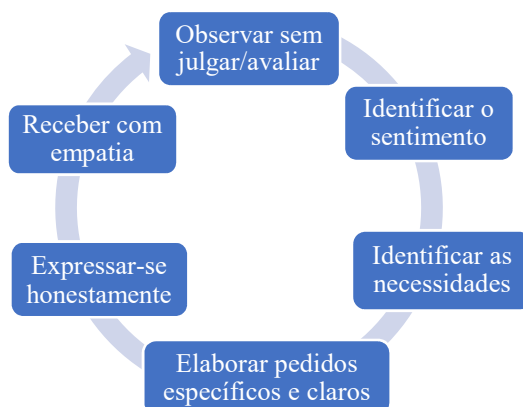 Observar sem
julgar/avaliar
Identificar o
sentimento
Identificar as
necessidades
Elaborar pedidos
específicos e claros
Expressar-se
honestamente
Receber com
empatia